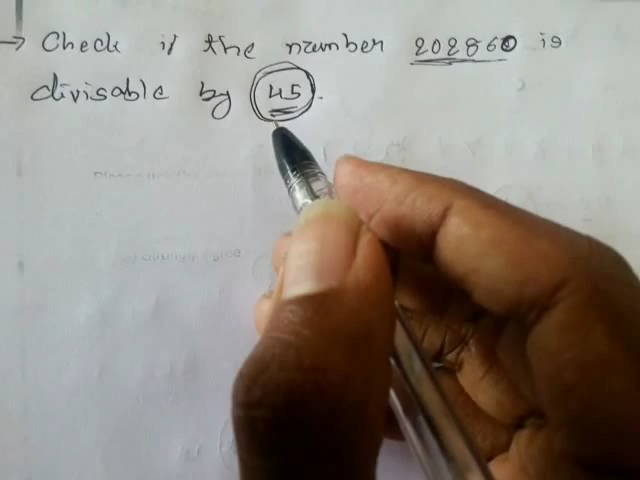 → Check if the number 202860 is
divisable by 45.